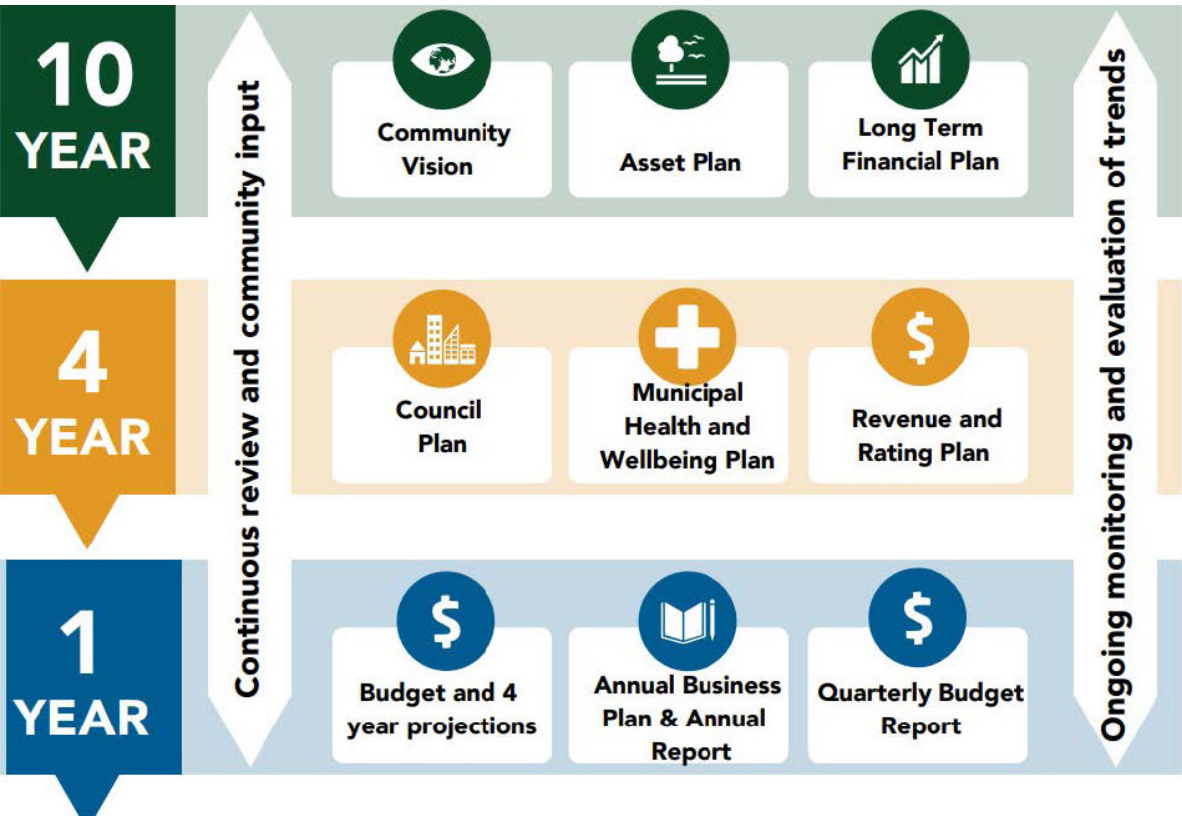 10
YEAR
Continuous review and community input
Community
Vision
Asset Plan
Long Term
Financial Plan
Ongoing monitoring and evaluation of trends
4
YEAR
Council
Plan
Municipal
Health and
Wellbeing Plan
$
Revenue and
Rating Plan
1
YEAR
$
Budget and 4
year projections
Annual Business
Plan & Annual
Report
$
Quarterly Budget
Report